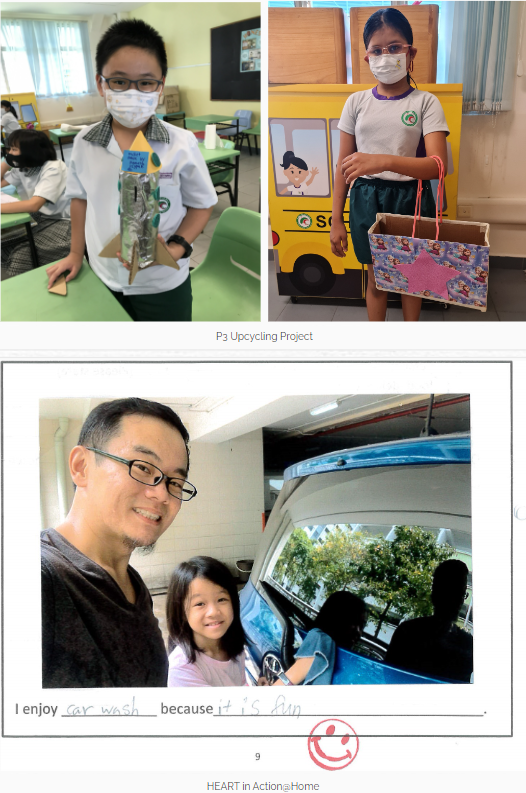 SC
P3 Upcycling Project
I enjoy car wash because it is fun.
9
HEART in Action@Home